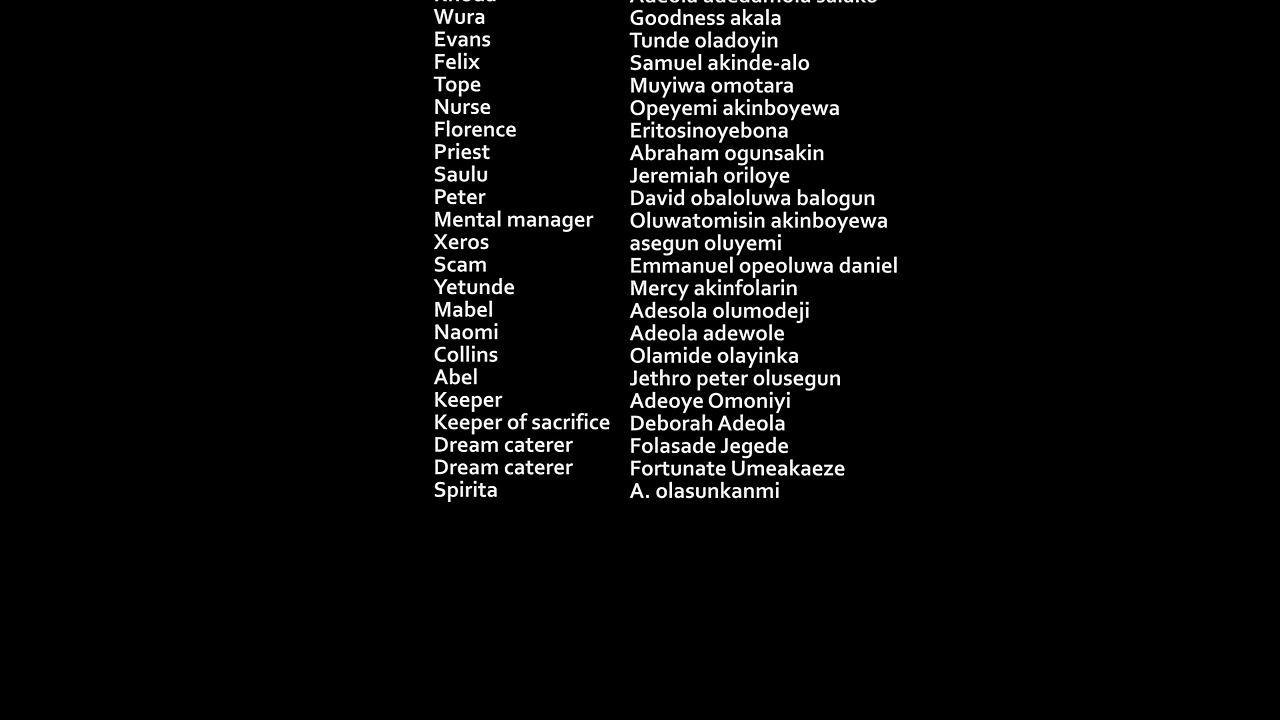 Wura Goodness akala
Evans Tunde oladoyin
Felix Samuel akinde-alo
Tope Muyiwa omotara
Nurse Opeyemi akinboyewa
Florence Eritosinoyebona
Priest Abraham ogunsakin
Saulu Jeremiah oriloye
Peter David obaloluwa balogun
Mental manager Oluwatomisin akinboyewa
Xeros asegun oluyemi
Scam Emmanuel opeoluwa daniel
Yetunde Mercy akinfolarin
Mabel Adesola olumodeji
Naomi Adeola adewole
Collins Olamide olayinka
Abel Jethro peter olusegun
Keeper Adeoye Omoniyi
Keeper of sacrifice Deborah Adeola
Dream caterer Folasade Jegede
Dream caterer Fortunate Umeakaeze
Spirita A. olasunkanmi